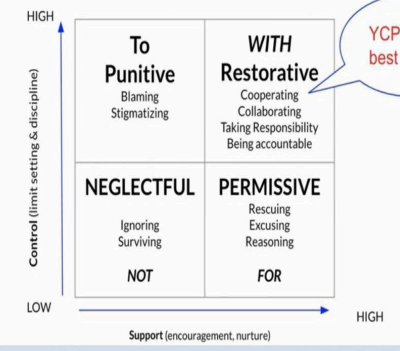 HIGH
To
Punitive
Blaming
Stigmatizing
WITH
Restorative
Cooperating
Collaborating
Taking Responsibility
Being accountable
YCP
best
Control (limit setting & discipline)
NEGLECTFUL
Ignoring
Surviving
NOT
PERMISSIVE
Rescuing
Excusing
Reasoning
FOR
LOW
HIGH
Support (encouragement, nurture)